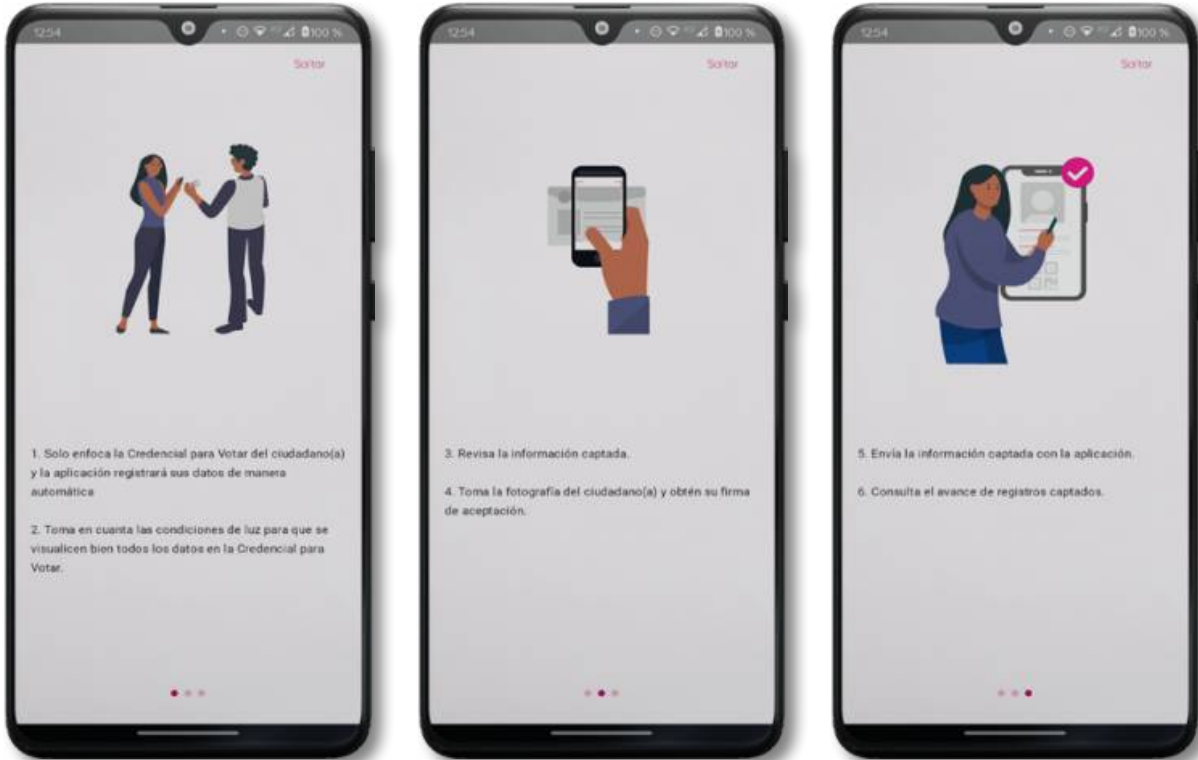 12:54
100 %
Saltar
1. Solo enfoca la Credencial para Votar del ciudadano(a)
y la aplicación registrará sus datos de manera
automática
2. Toma en cuanta las condiciones de luz para que se
visualicen bien todos los datos en la Credencial para
Votar.
12:54
100 %
Saltar
3. Revisa la información captada.
4. Toma la fotografía del ciudadano(a) y obtén su firma
de aceptación.
12:54
100 %
Saltar
5. Envía la información captada con la aplicación.
6. Consulta el avance de registros captados.